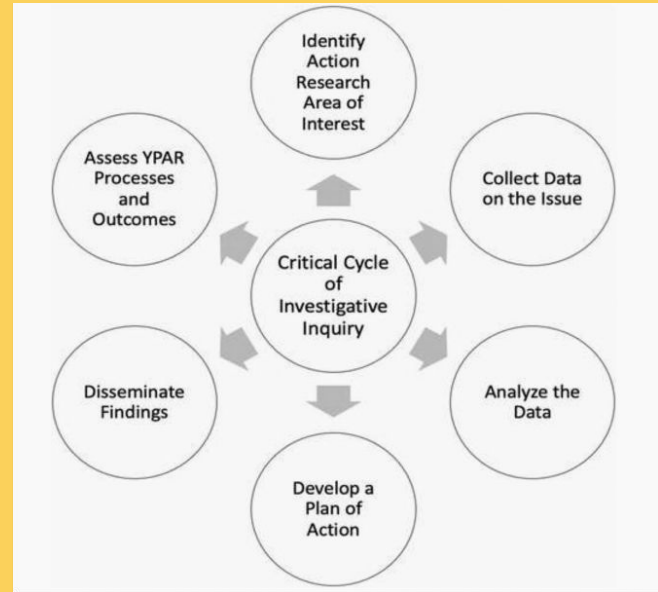 Identify
Action
Research
Area of
Interest
Assess YPAR
Processes
and
Outcomes
Collect Data
on the Issue
Critical Cycle
of
Investigative
Inquiry
Disseminate
Findings
Analyze the
Data
Develop a
Plan of
Action